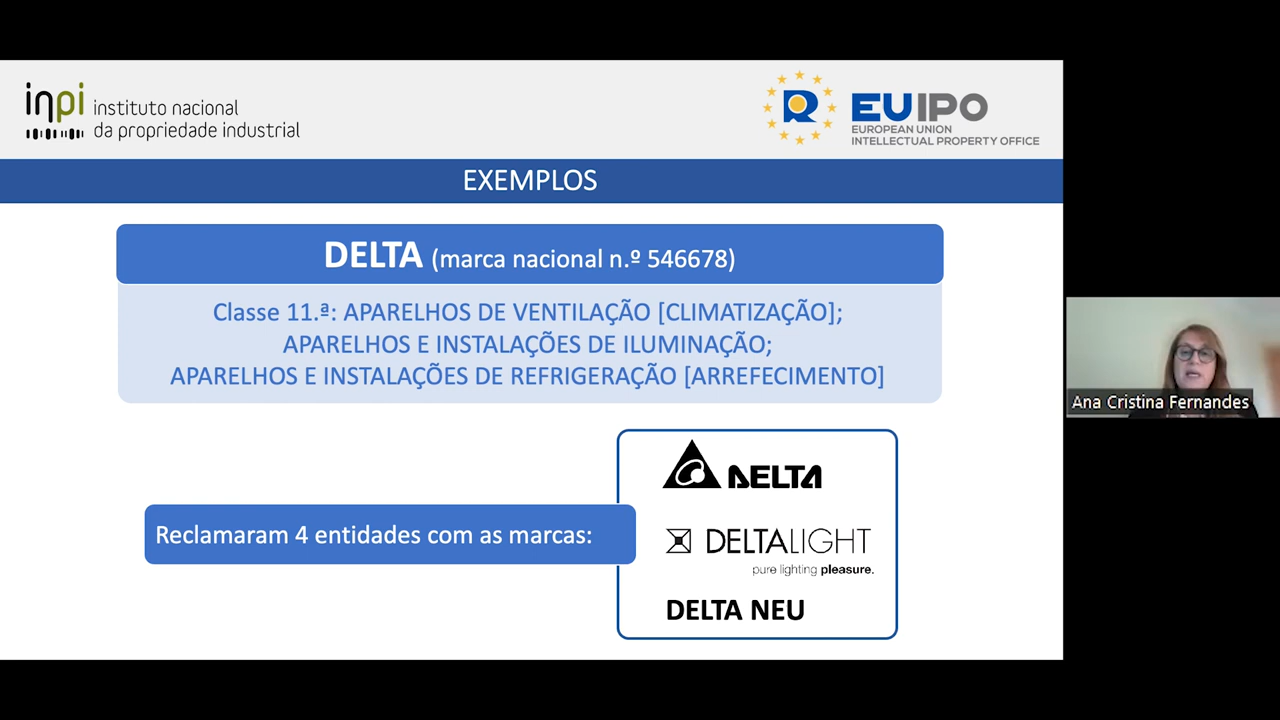 inpi instituto nacional
da propriedade industrial
EUIPO
EUROPEAN UNION
INTELLECTUAL PROPERTY OFFICE
EXEMPLOS
DELTA (marca nacional n.º 546678)
Classe 11.ª: APARELHOS DE VENTILAÇÃO [CLIMATIZAÇÃO];
APARELHOS E INSTALAÇÕES DE ILUMINAÇÃO;
APARELHOS E INSTALAÇÕES DE REFRIGERAÇÃO [ARREFECIMENTO]
Reclamaram 4 entidades com as marcas:
DELTA
DELTALIGHT
pure lighting pleasure.
DELTA NEU
Ana Cristina Fernandes